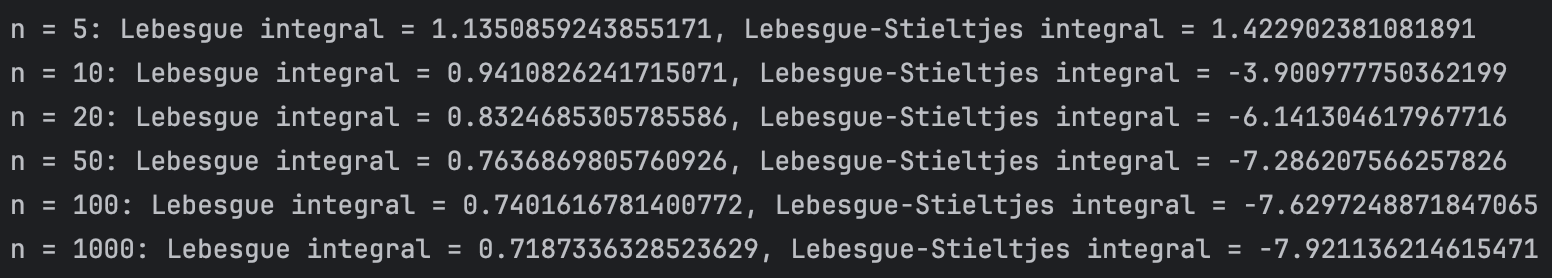 n = 5: Lebesgue integral = 1.1350859243855171, Lebesgue-Stieltjes integral = 1.422902381081891
n = 10: Lebesgue integral = 0.9410826241715071, Lebesgue-Stieltjes integral = -3.900977750362199
n = 20: Lebesgue integral = 0.8324685305785586, Lebesgue-Stieltjes integral = -6.141304617967716
n = 50: Lebesgue integral = 0.7636869805760926, Lebesgue-Stieltjes integral = -7.286207566257826
n = 100: Lebesgue integral = 0.7401616781400772, Lebesgue-Stieltjes integral = -7.6297248871847065
n = 1000: Lebesgue integral = 0.7187336328523629, Lebesgue-Stieltjes integral = -7.921136214615471